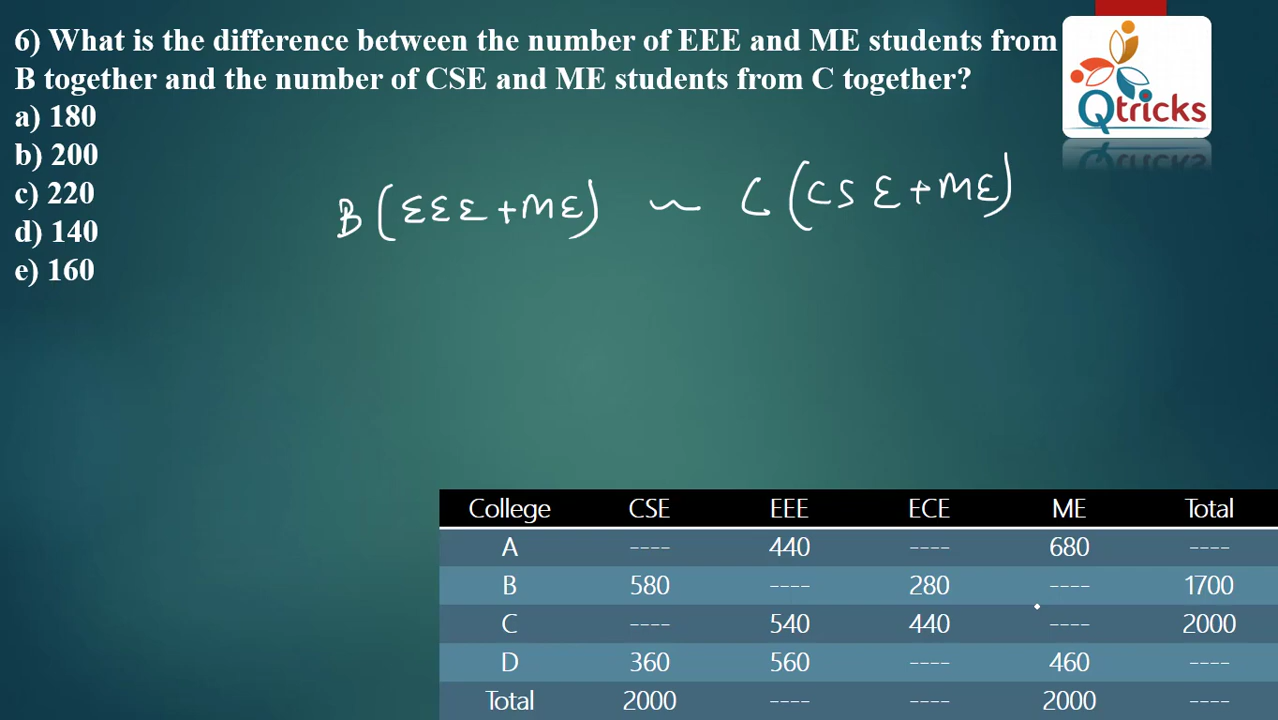 6) What is the difference between the number of EEE and ME students from
B together and the number of CSE and ME students from C together?
a) 180
b) 200
c) 220
d) 140
e) 160
Qtricks
B (EEE + ME) ~ C (CSE + ME)
College CSE EEE ECE ME Total
A ---- 440 ---- 680 ----
B 580 ---- 280 ---- 1700
C ---- 540 440 ---- 2000
D 360 560 ---- 460 ----
Total 2000 ---- ---- 2000 ----